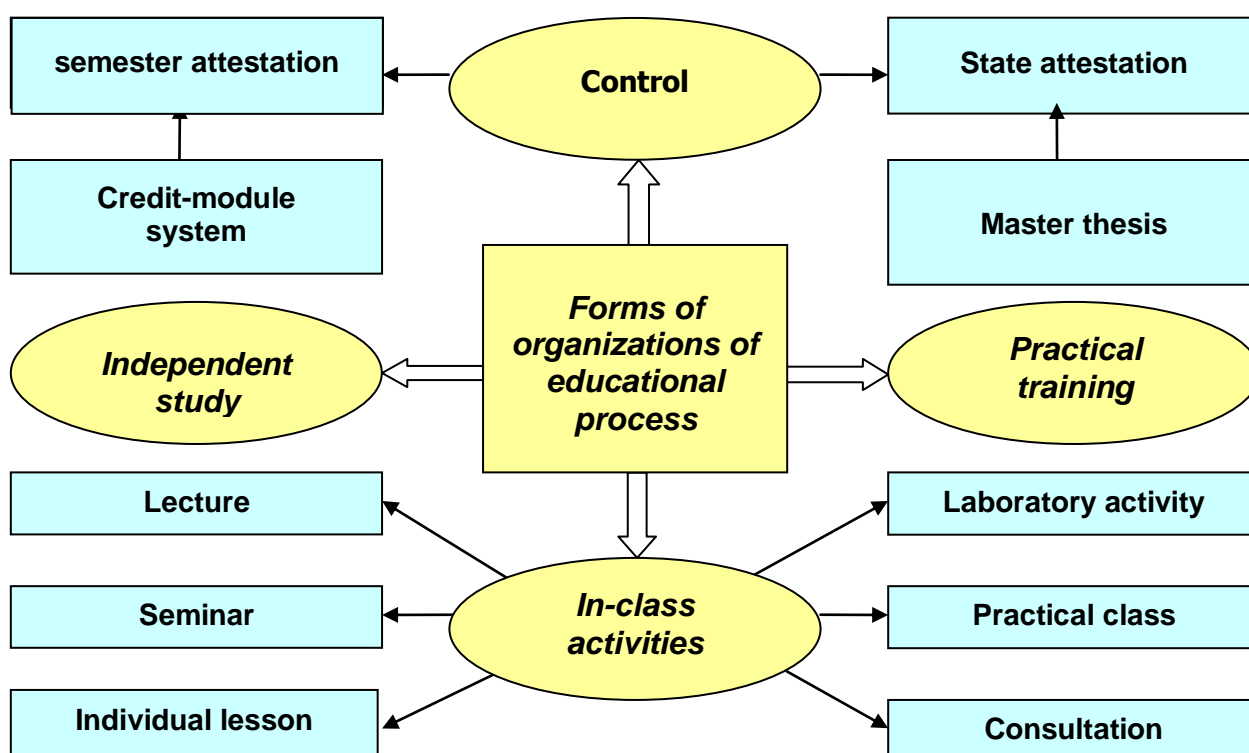 semester attestation
Control
State attestation
Credit-module
system
Master thesis
Forms of
organizations of
educational
process
Independent
study
Practical
training
Lecture
Laboratory activity
Seminar
In-class
activities
Practical class
Individual lesson
Consultation